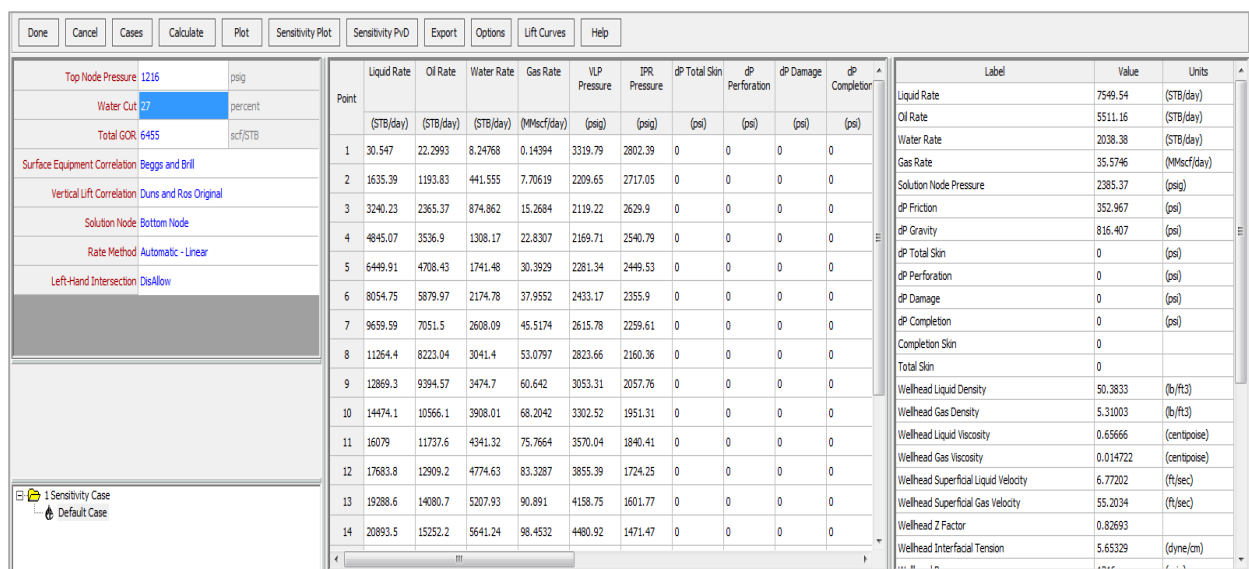 Done Cancel Cases Calculate Plot Sensitivity Plot Sensitivity PvD Export Options Lift Curves Help
Top Node Pressure 1216 psig
Water Cut 27 percent
Total GOR 6455 scf/STB
Surface Equipment Correlation Beggs and Brill
Vertical Lift Correlation Duns and Ros Original
Solution Node Bottom Node
Rate Method Automatic - Linear
Left-Hand Intersection DisAllow
1 Sensitivity Case
Default Case
Point Liquid Rate Oil Rate Water Rate Gas Rate VLP Pressure IPR Pressure dP Total Skin dP Perforation dP Damage dP Completion
(STB/day) (STB/day) (STB/day) (MMscf/day) (psig) (psig) (psi) (psi) (psi) (psi)
1 30.547 22.2993 8.24768 0.14394 3319.79 2802.39 0 0 0 0
2 1635.39 1193.83 441.555 7.70619 2209.65 2717.05 0 0 0 0
3 3240.23 2365.37 874.862 15.2684 2119.22 2629.9 0 0 0 0
4 4845.07 3536.9 1308.17 22.8307 2169.71 2540.79 0 0 0 0
5 6449.91 4708.43 1741.48 30.3929 2281.34 2449.53 0 0 0 0
6 8054.75 5879.97 2174.78 37.9552 2433.17 2355.9 0 0 0 0
7 9659.59 7051.5 2608.09 45.5174 2615.78 2259.61 0 0 0 0
8 11264.4 8223.04 3041.4 53.0797 2823.66 2160.36 0 0 0 0
9 12869.3 9394.57 3474.7 60.642 3053.31 2057.76 0 0 0 0
10 14474.1 10566.1 3908.01 68.2042 3302.52 1951.31 0 0 0 0
11 16079 11737.6 4341.32 75.7664 3570.04 1840.41 0 0 0 0
12 17683.8 12909.2 4774.63 83.3287 3855.39 1724.25 0 0 0 0
13 19288.6 14080.7 5207.93 90.891 4158.75 1601.77 0 0 0 0
14 20893.5 15252.2 5641.24 98.4532 4480.92 1471.47 0 0 0 0
Label Value Units
Liquid Rate 7549.54 (STB/day)
Oil Rate 5511.16 (STB/day)
Water Rate 2038.38 (STB/day)
Gas Rate 35.5746 (MMscf/day)
Solution Node Pressure 2385.37 (psig)
dP Friction 352.967 (psi)
dP Gravity 816.407 (psi)
dP Total Skin 0 (psi)
dP Perforation 0 (psi)
dP Damage 0 (psi)
dP Completion 0 (psi)
Completion Skin 0
Total Skin 0
Wellhead Liquid Density 50.3833 (lb/ft3)
Wellhead Gas Density 5.31003 (lb/ft3)
Wellhead Liquid Viscosity 0.65666 (centipoise)
Wellhead Gas Viscosity 0.014722 (centipoise)
Wellhead Superficial Liquid Velocity 6.77202 (ft/sec)
Wellhead Superficial Gas Velocity 55.2034 (ft/sec)
Wellhead Z Factor 0.82693
Wellhead Interfacial Tension 5.65329 (dyne/cm)